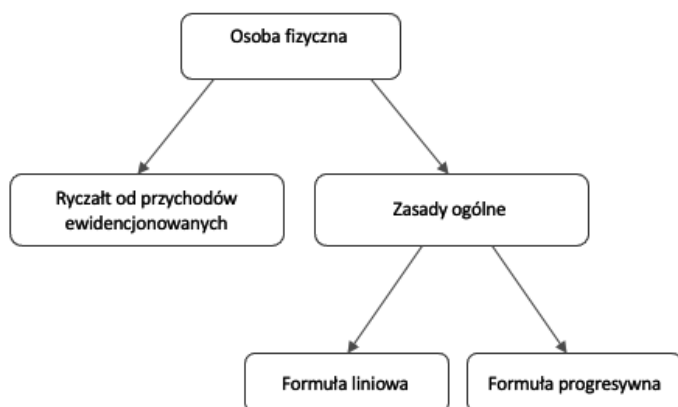 Osoba fizyczna
Ryczałt od przychodów
ewidencjonowanych
Zasady ogólne
Formuła liniowa
Formuła progresywna